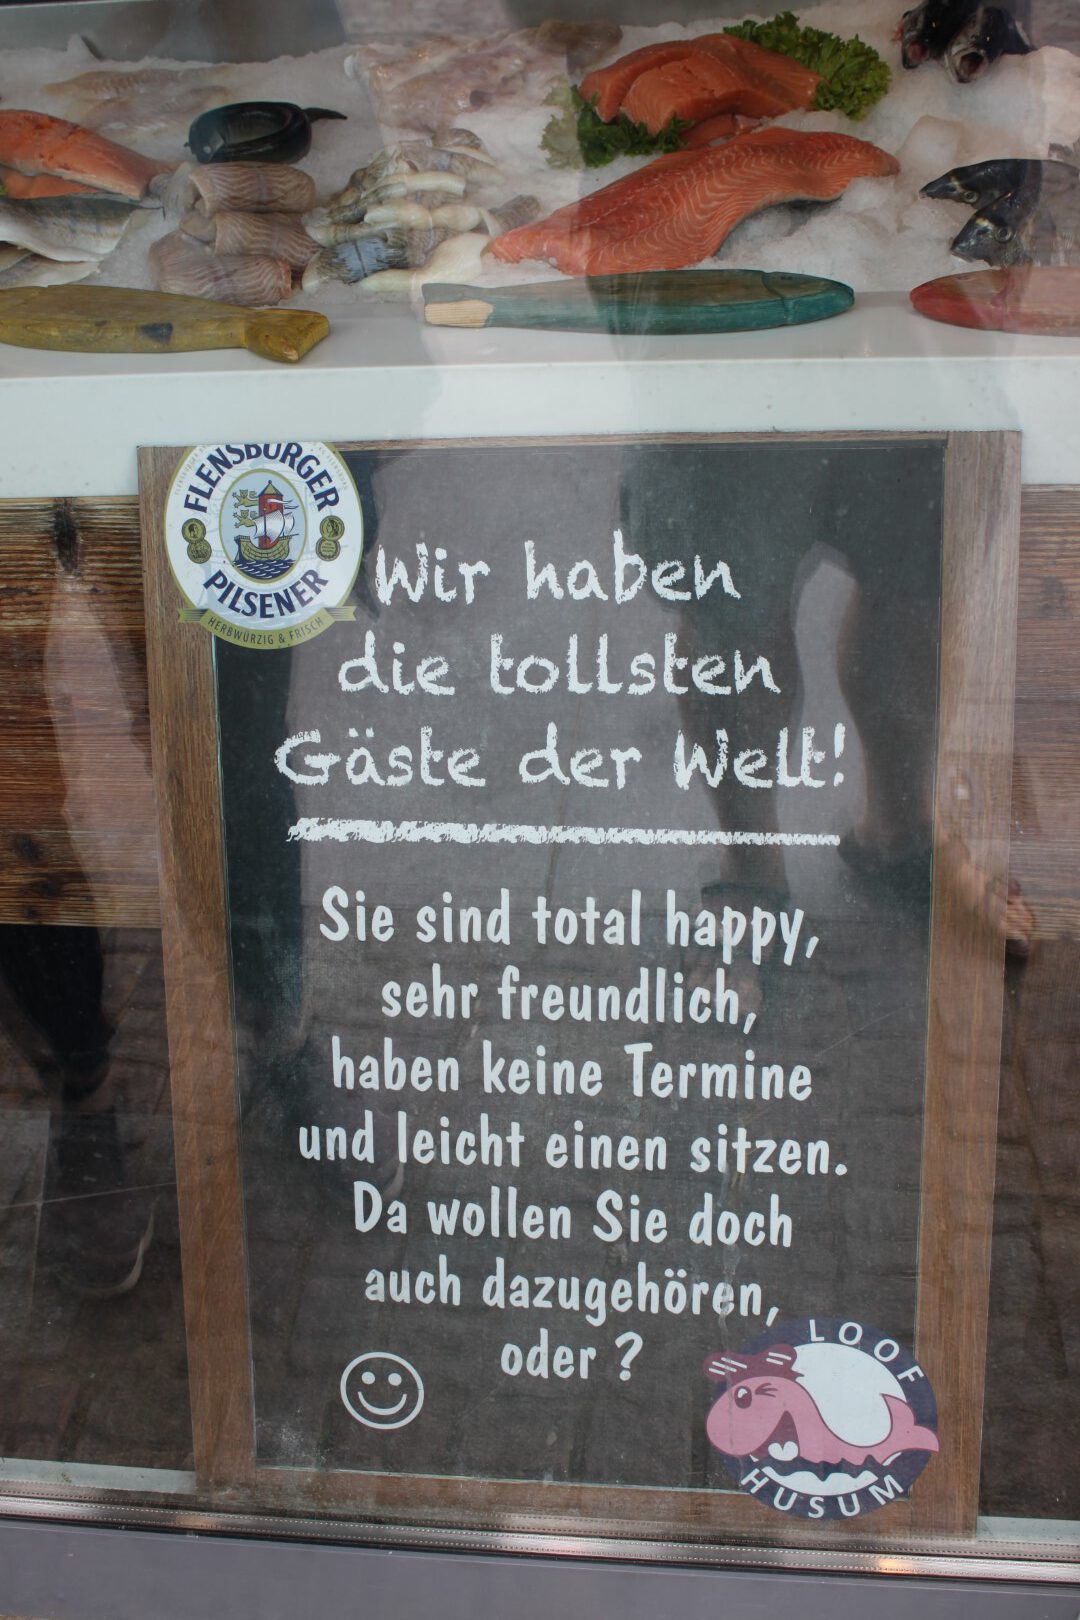 FLENSBURGER
PILSENER
HERBWÜRZIG & FRISCH
Wir haben
die tollsten
Gäste der Welt!
Sie sind total happy,
sehr freundlich,
haben keine Termine
und leicht einen sitzen.
Da wollen Sie doch
auch dazugehören,
oder ?
LOOF
HUSUM